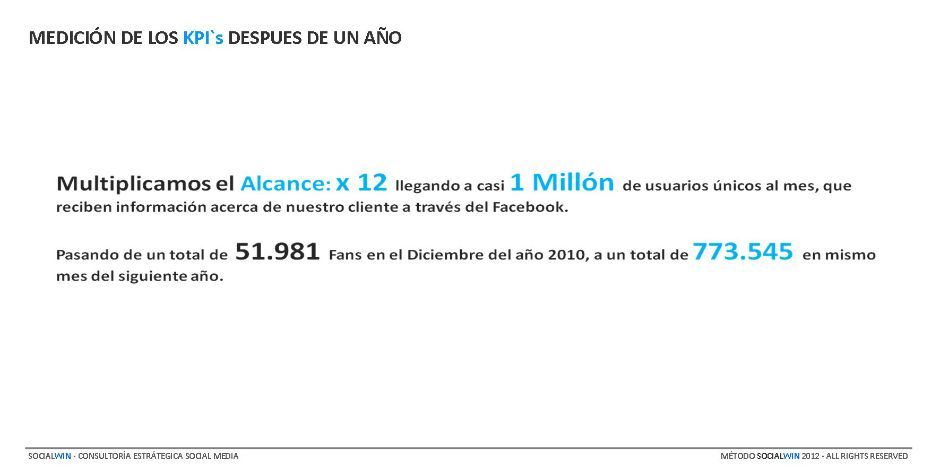 MEDICIÓN DE LOS KPI`s DESPUES DE UN AÑO
Multiplicamos el Alcance: x 12 llegando a casi 1 Millón de usuarios únicos al mes, que
reciben información acerca de nuestro cliente a través del Facebook.
Pasando de un total de 51.981 Fans en el Diciembre del año 2010, a un total de 773.545 en mismo
mes del siguiente año.
SOCIALWIN - CONSULTORÍA ESTRÁTEGICA SOCIAL MEDIA
MÉTODO SOCIALWIN 2012 - ALL RIGHTS RESERVED